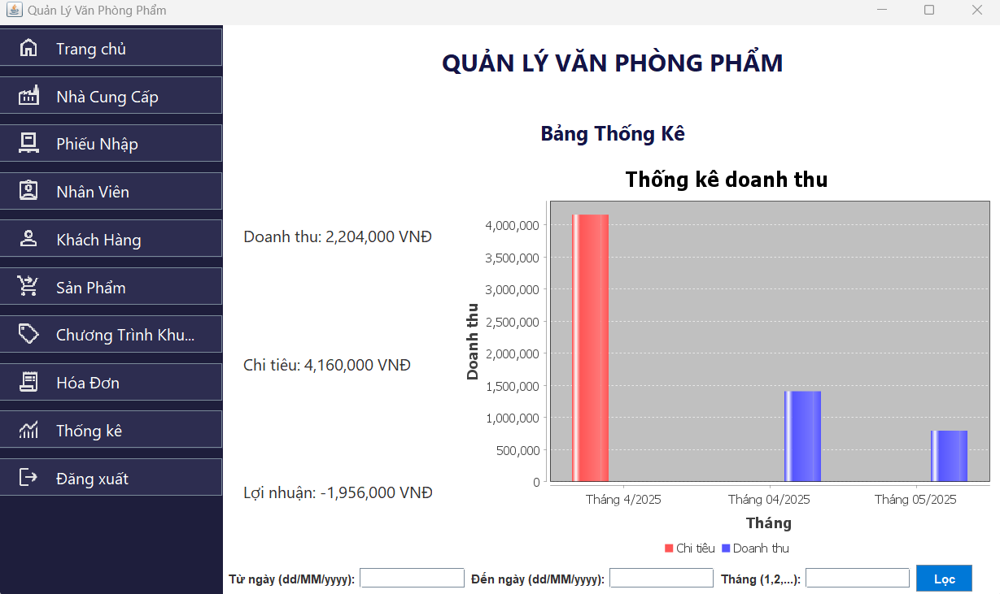 Quản Lý Văn Phòng Phẩm
Trang chủ
Nhà Cung Cấp
Phiếu Nhập
Nhân Viên
Khách Hàng
Sản Phẩm
Chương Trình Khu...
Hóa Đơn
Thống kê
Đăng xuất
QUẢN LÝ VĂN PHÒNG PHẨM
Bảng Thống Kê
Doanh thu: 2,204,000 VNĐ
Chi tiêu: 4,160,000 VNĐ
Lợi nhuận: -1,956,000 VNĐ
Thống kê doanh thu
Doanh thu
4,000,000
3,500,000
3,000,000
2,500,000
2,000,000
1,500,000
1,000,000
500,000
0
Tháng 4/2025 Tháng 04/2025 Tháng 05/2025
Tháng
Chi tiêu Doanh thu
Từ ngày (dd/MM/yyyy): Đến ngày (dd/MM/yyyy): Tháng (1,2,...): Lọc